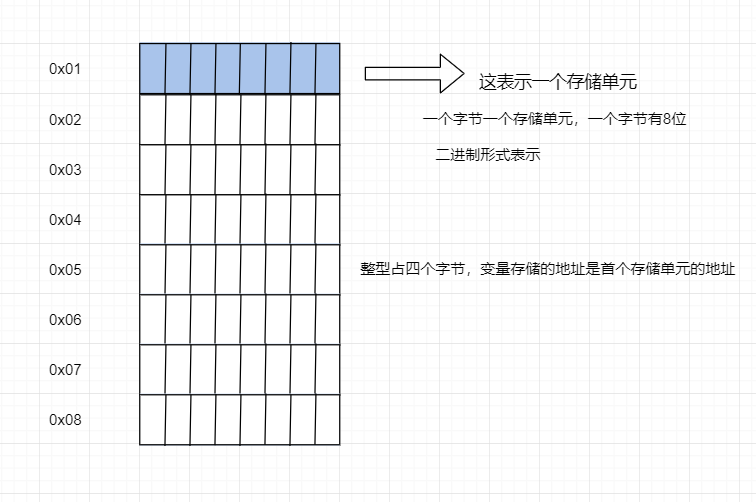 0x01
这表示一个存储单元
0x02
一个字节一个存储单元，一个字节有8位
二进制形式表示
0x03
0x04
0x05
整型占四个字节，变量存储的地址是首个存储单元的地址
0x06
0x07
0x08